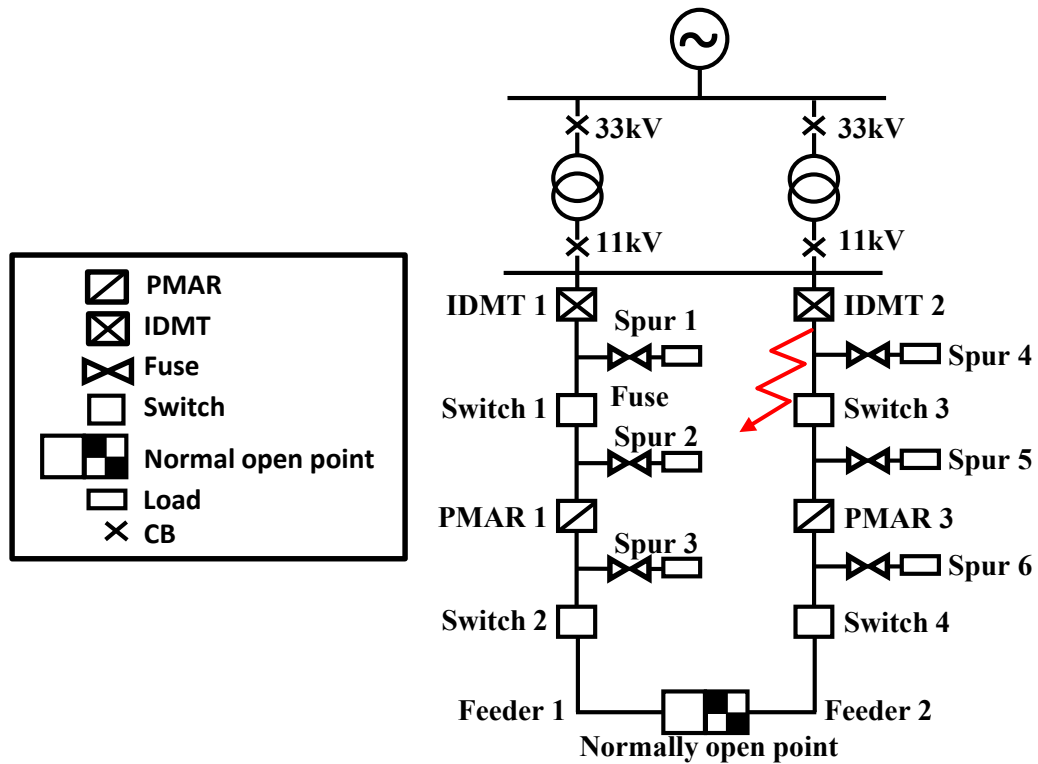 33kV
33kV
11kV
11kV
PMAR
IDMT
Fuse
Switch
Normal open point
Load
CB
IDMT 1
Spur 1
Fuse
Switch 1
Spur 2
PMAR 1
Spur 3
Switch 2
Feeder 1
IDMT 2
Spur 4
Switch 3
Spur 5
PMAR 3
Spur 6
Switch 4
Feeder 2
Normally open point